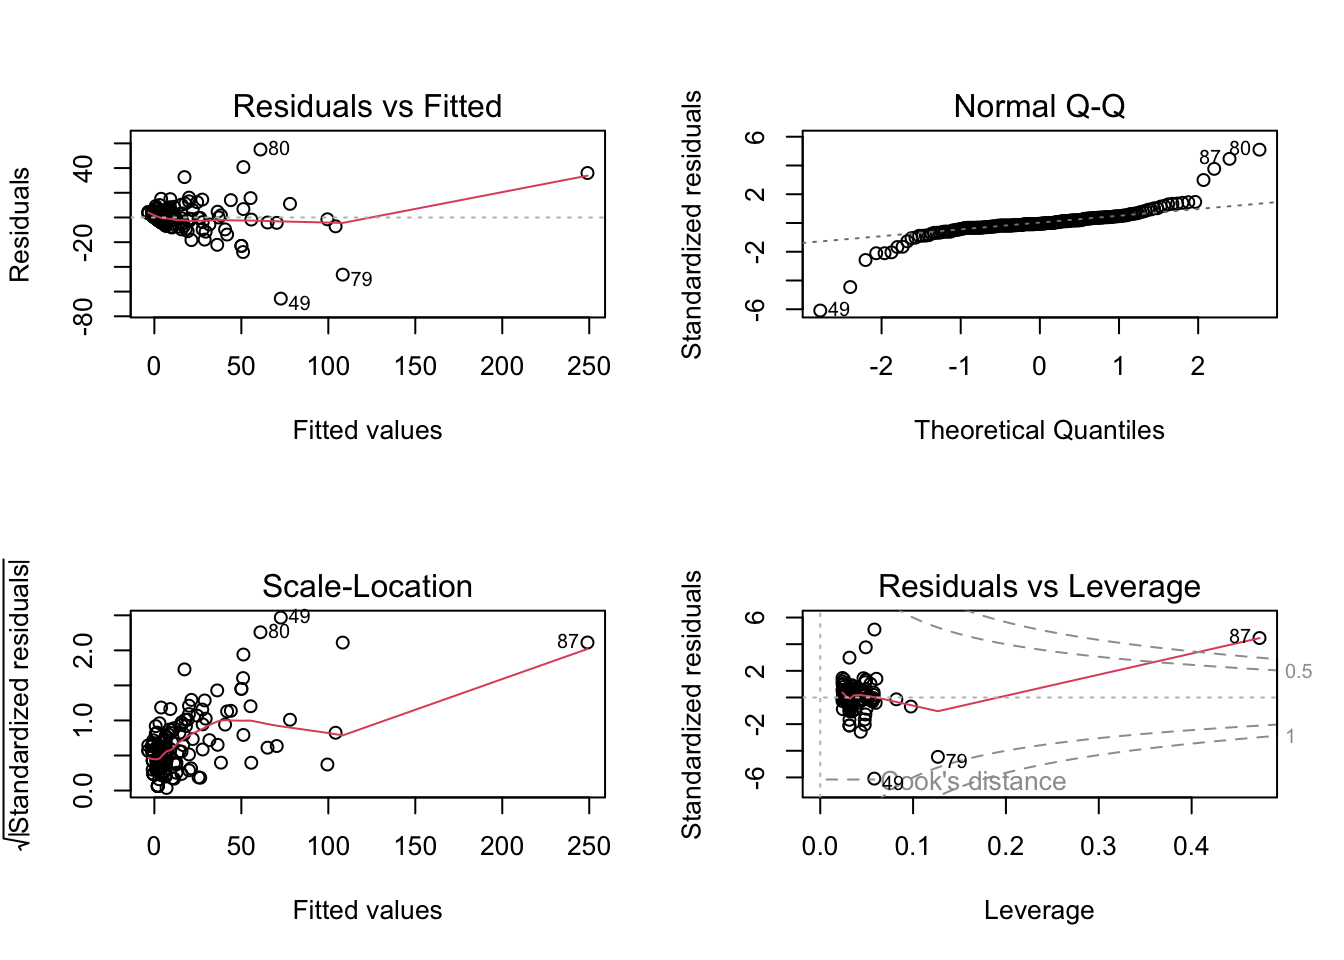 Residuals vs Fitted
Residuals
40
-20
-80
80
79
49
0 50 100 150 200 250
Fitted values
Normal Q-Q
Standardized residuals
6
2
-2
-6
87 80
49
-2 -1 0 1 2
Theoretical Quantiles
Scale-Location
√|Standardized residuals|
2.0
1.0
0.0
49
80
87
0 50 100 150 200 250
Fitted values
Residuals vs Leverage
Standardized residuals
6
2
-2
-6
87
0.5
1
79
49
Cook's distance
0.0 0.1 0.2 0.3 0.4
Leverage